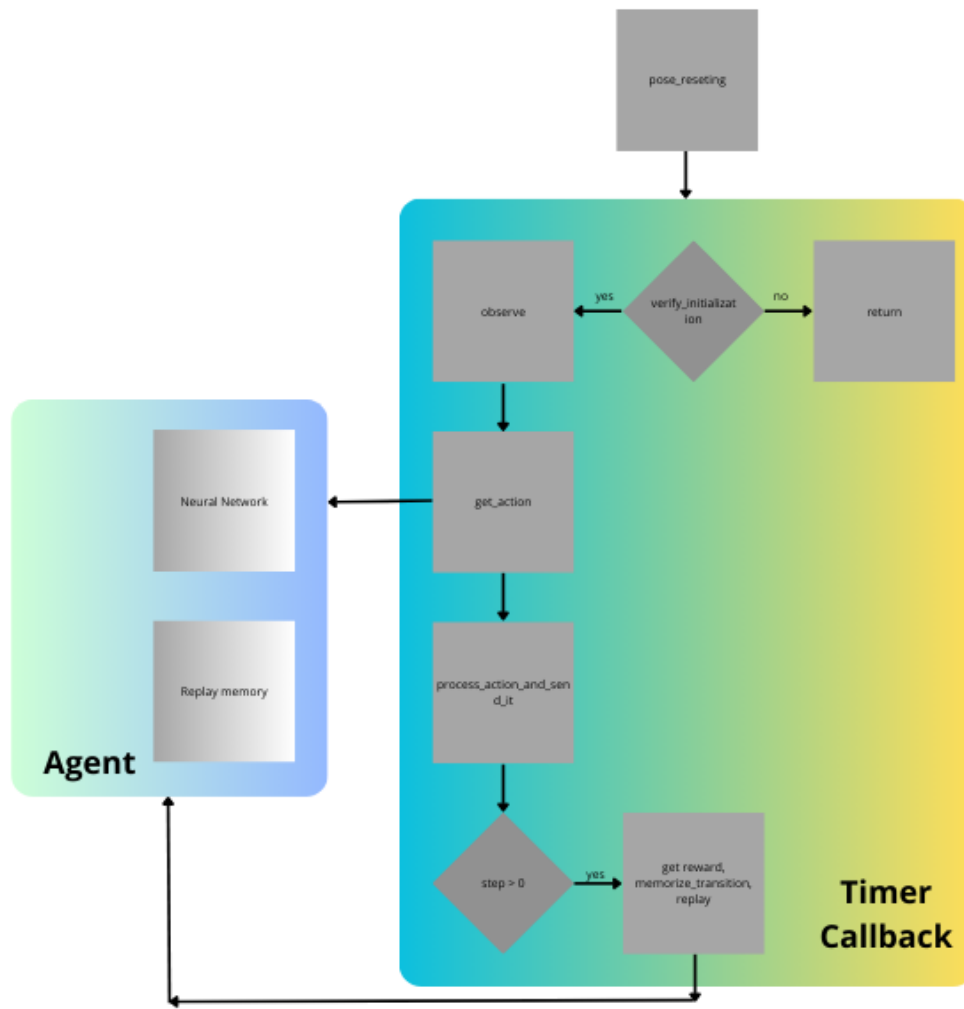 pose_reseting
yes
verify_initializat
ion
no
observe
return
Neural Network
get_action
Replay memory
process_action_and_sen
d_it
Agent
step > 0
yes
get reward,
memorize_transition,
replay
Timer
Callback